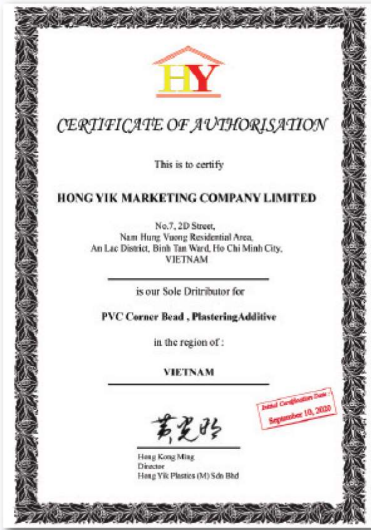 HY
CERTIFICATE OF AUTHORISATION
This is to certify
HONG YIK MARKETING COMPANY LIMITED
No.7, 2D Street,
Nam Hung Vuong Residential Area,
An Lac District, Binh Tan Ward, Ho Chi Minh City,
VIETNAM
is our Sole Dritributor for
PVC Corner Bead , PlasteringAdditive
in the region of :
VIETNAM
Initial Certification Date :
September 10, 2020
Hong Kong Ming
Director
Hong Yik Plastics (M) Sdn Bhd